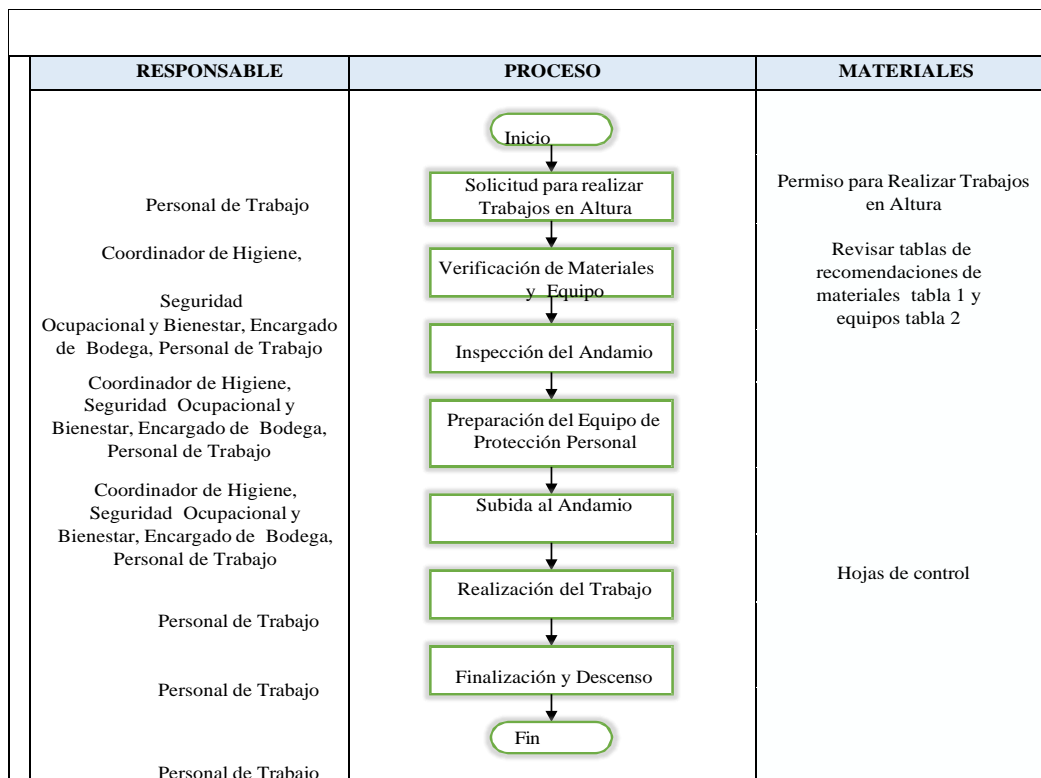 RESPONSABLE
PROCESO
MATERIALES
Inicio
Personal de Trabajo
Solicitud para realizar
Trabajos en Altura
Permiso para Realizar Trabajos
en Altura
Coordinador de Higiene,
Seguridad
Ocupacional y Bienestar, Encargado
de Bodega, Personal de Trabajo
Verificación de Materiales
y Equipo
Revisar tablas de
recomendaciones de
materiales tabla 1 y
equipos tabla 2
Coordinador de Higiene,
Seguridad Ocupacional y
Bienestar, Encargado de Bodega,
Personal de Trabajo
Inspección del Andamio
Coordinador de Higiene,
Seguridad Ocupacional y
Bienestar, Encargado de Bodega,
Personal de Trabajo
Preparación del Equipo de
Protección Personal
Personal de Trabajo
Subida al Andamio
Hojas de control
Personal de Trabajo
Realización del Trabajo
Personal de Trabajo
Finalización y Descenso
Fin